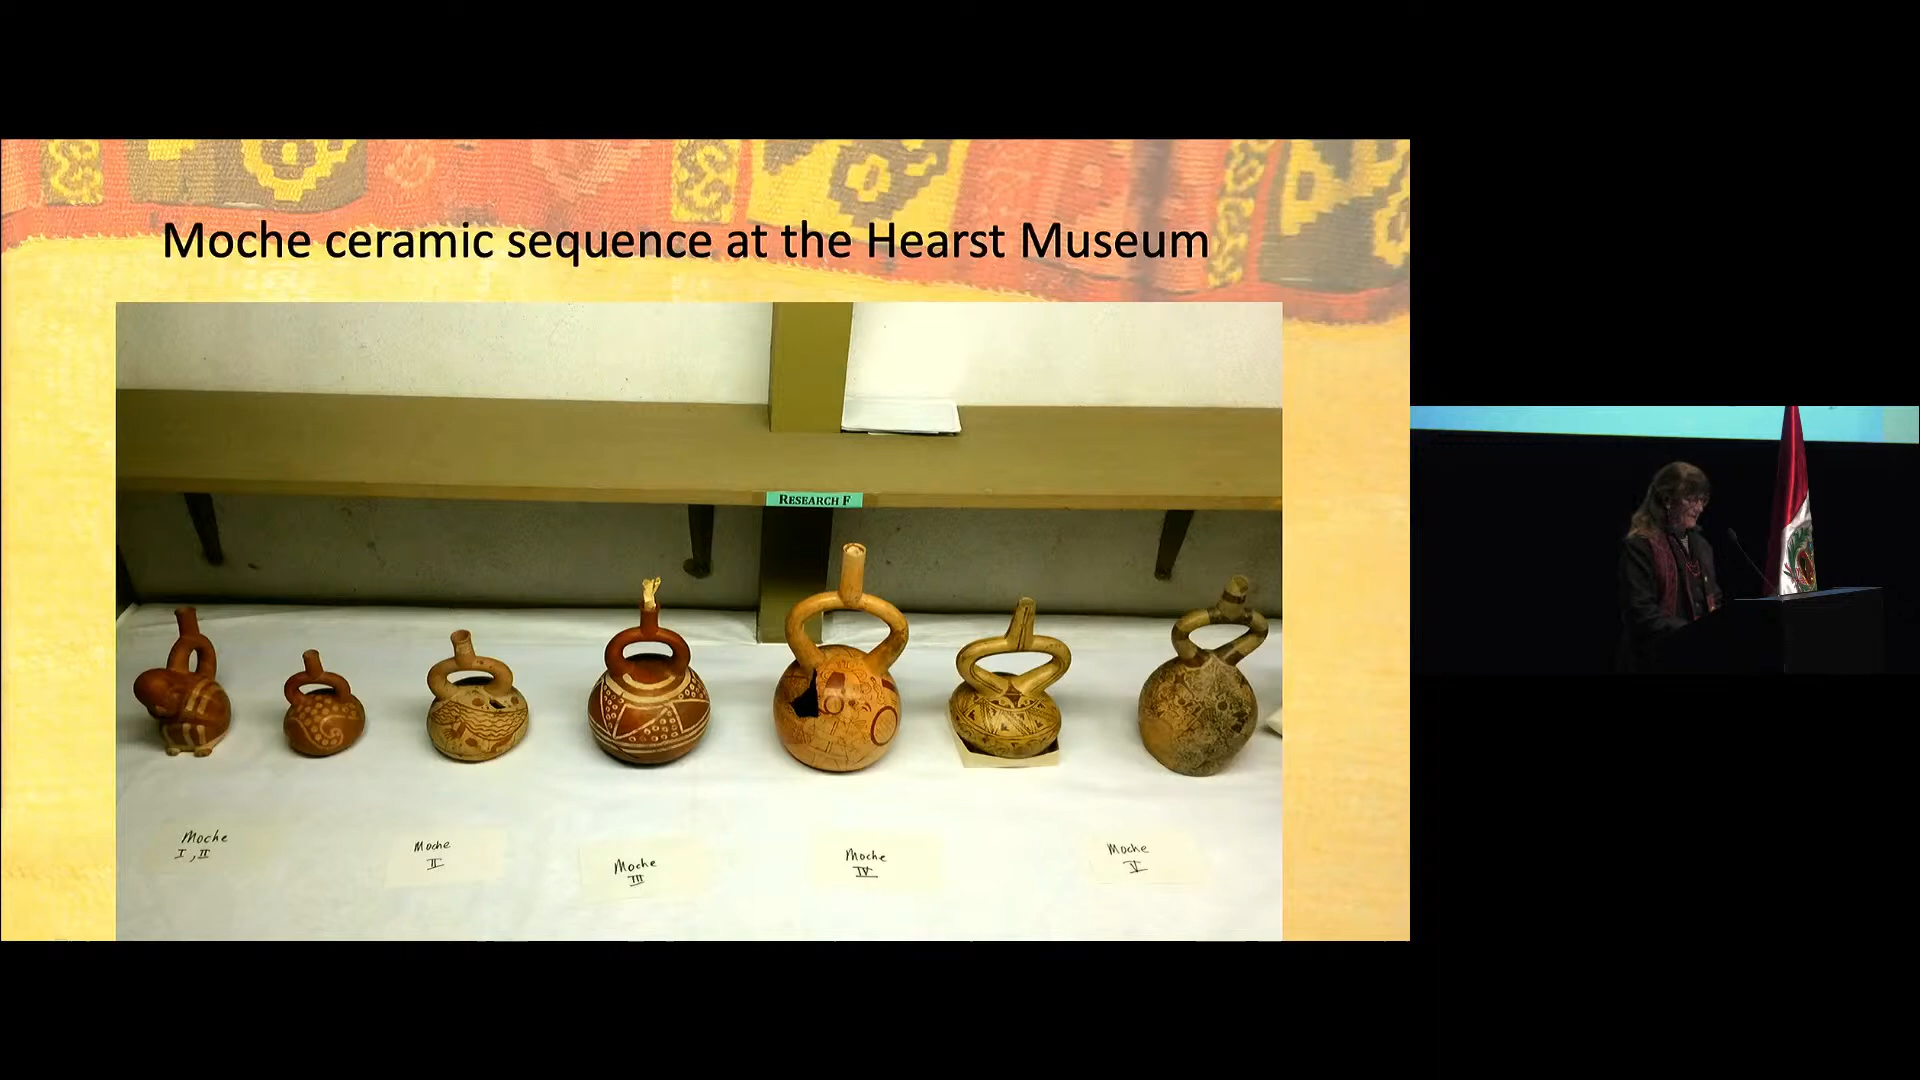 Moche ceramic sequence at the Hearst Museum
RESEARCH F
Moche
I, II
Moche
II
Moche
III
Moche
IV
Moche
V